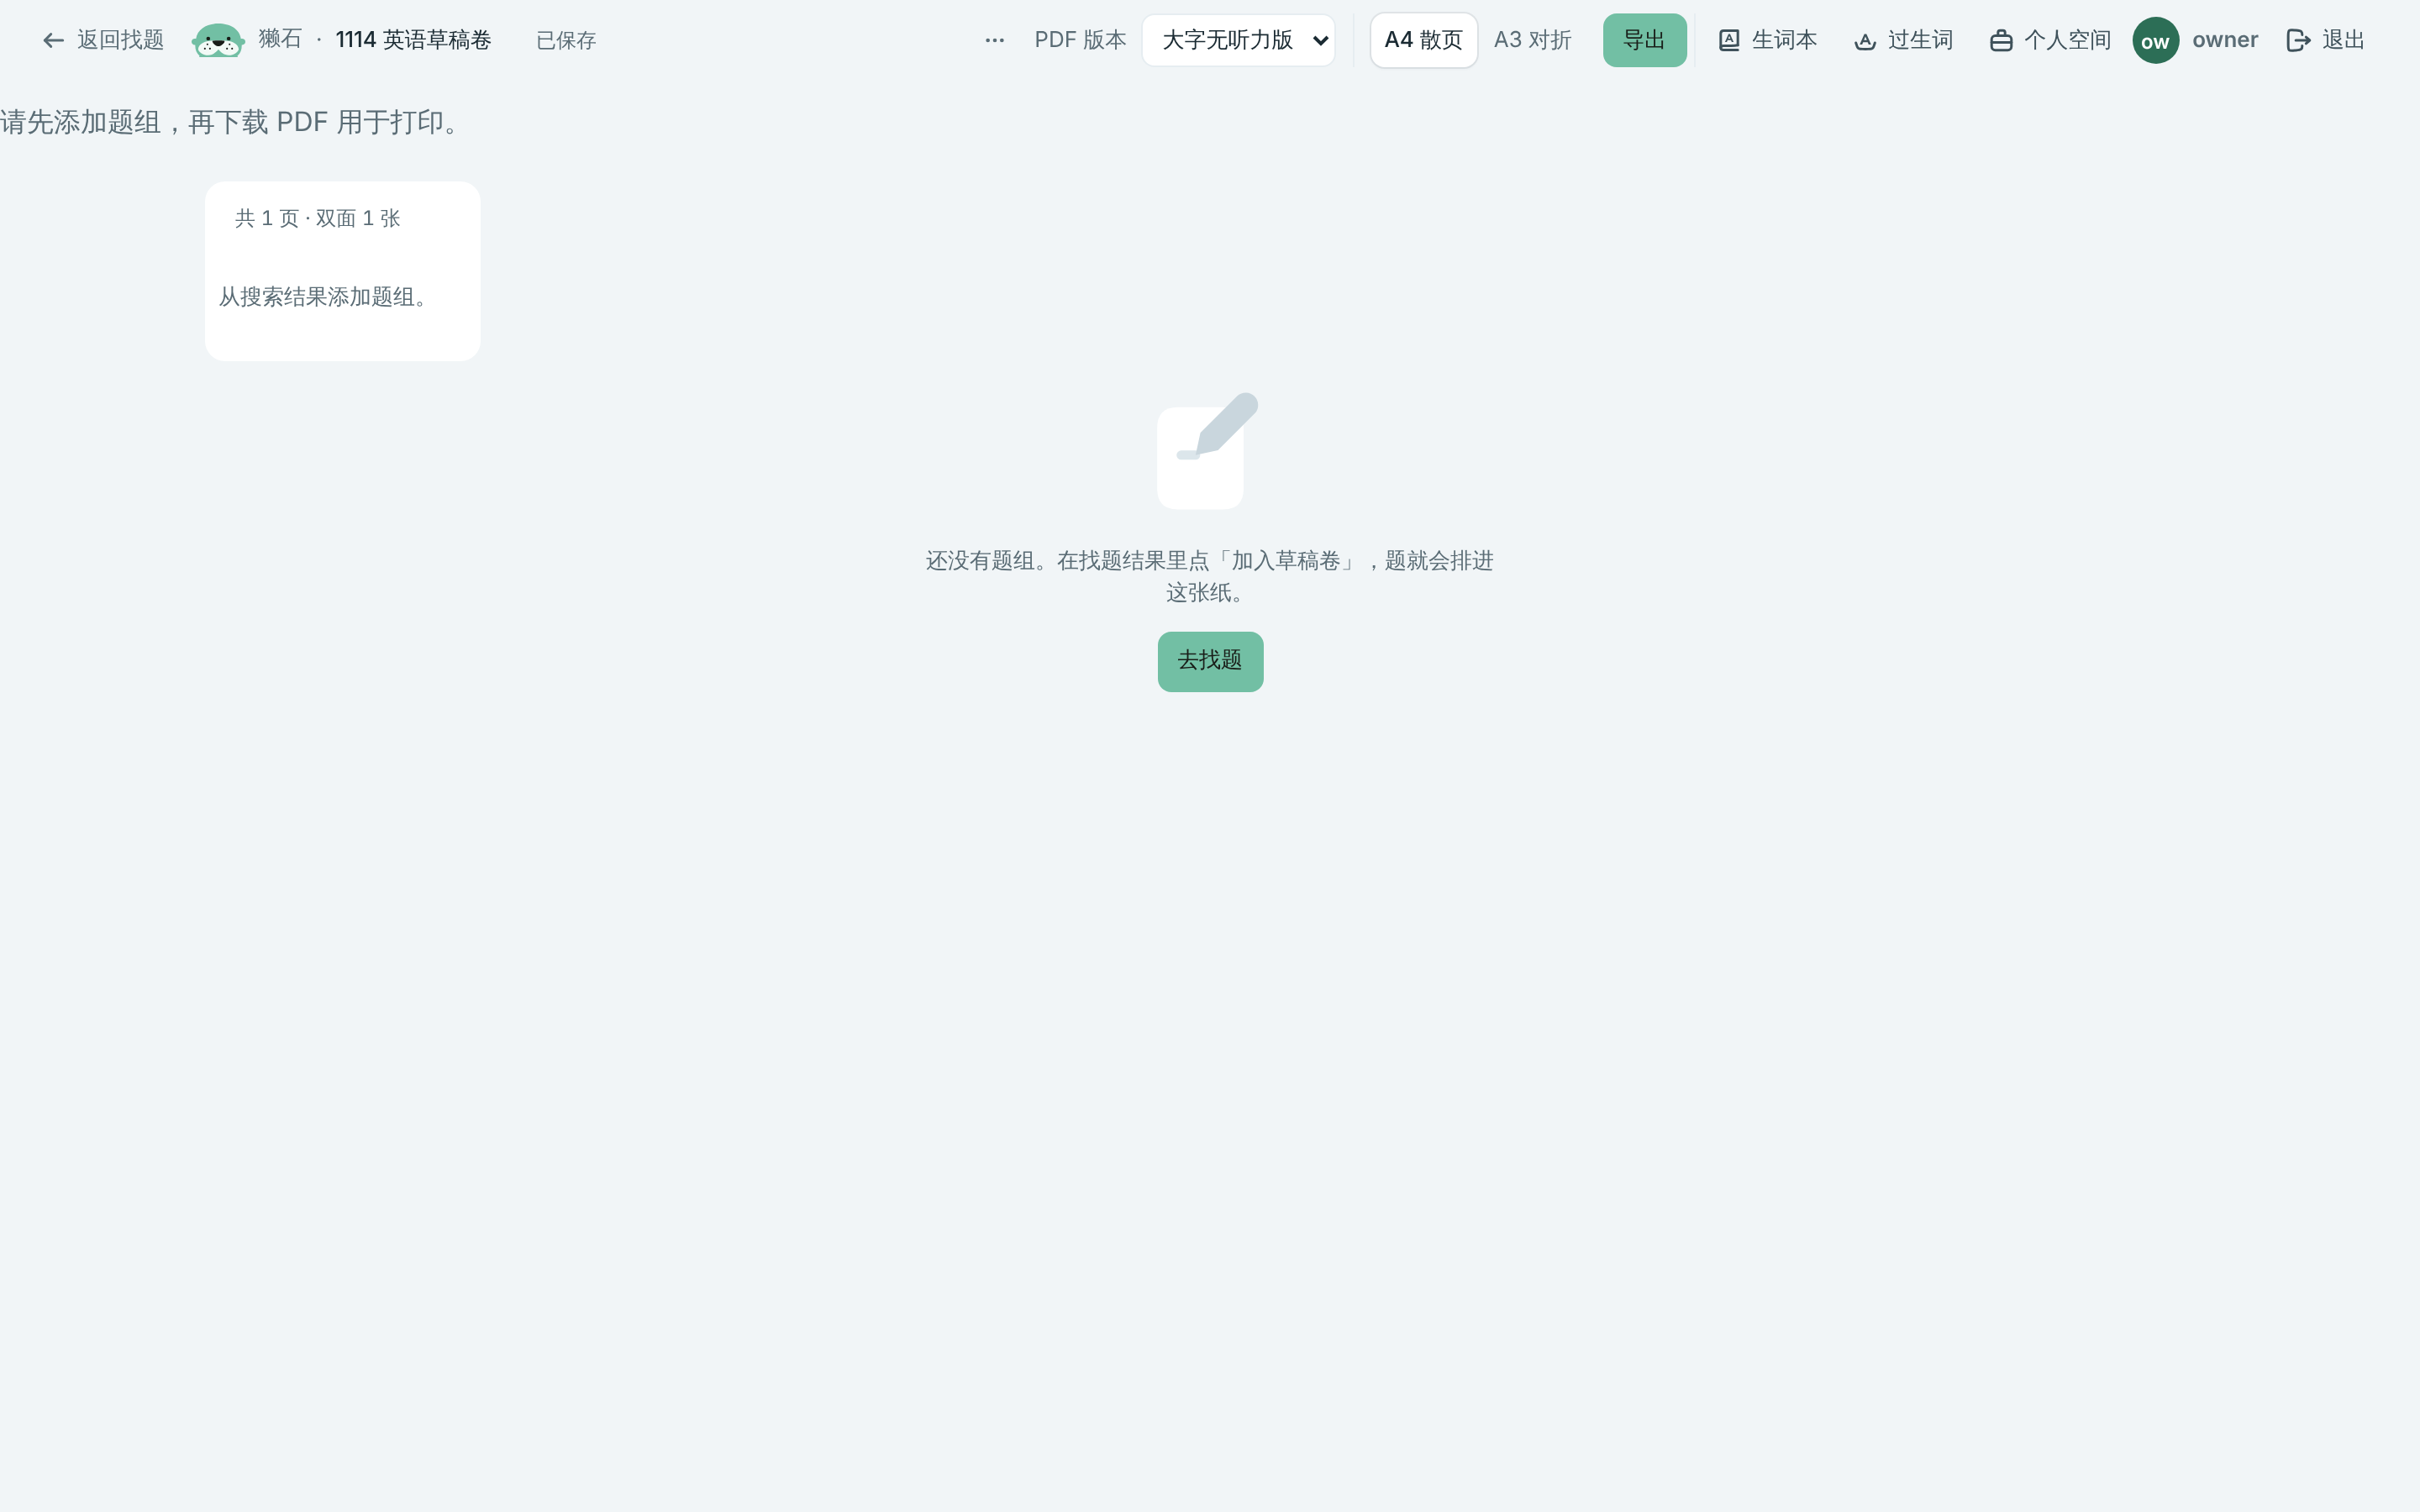 返回找题 獭石 · 1114 英语草稿卷 已保存 ··· PDF 版本 大字无听力版 A4 散页 A3 对折 导出 生词本 过生词 个人空间 ow owner 退出
请先添加题组，再下载 PDF 用于打印。
共 1 页 · 双面 1 张
从搜索结果添加题组。
还没有题组。在找题结果里点「加入草稿卷」，题就会排进
这张纸。
去找题